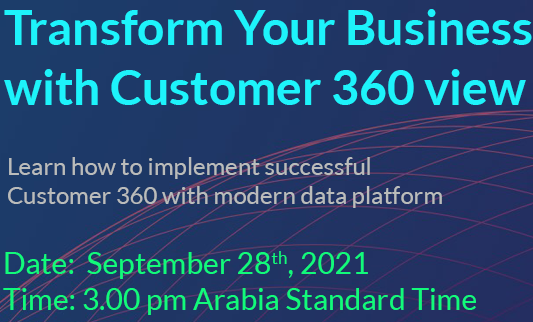 Transform Your Business
with Customer 360 view
Learn how to implement successful
Customer 360 with modern data platform
Date: September 28th, 2021
Time: 3.00 pm Arabia Standard Time